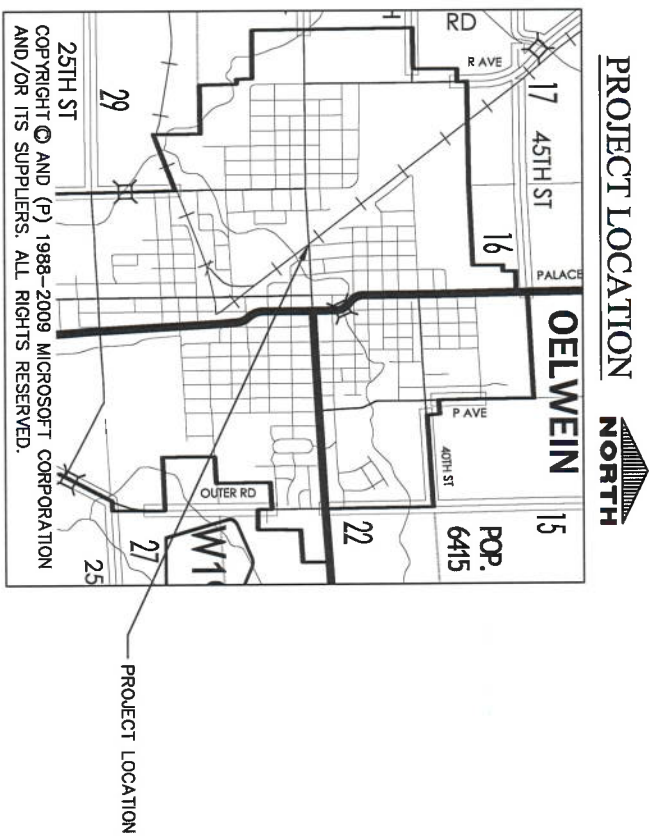 PROJECT LOCATION
NORTH
RD
R AVE
17
45TH ST
16
PALACE
OELWEIN
P AVE
40TH ST
15
POP.
6415
22
OUTER RD
W1
27
25
29
25TH ST
COPYRIGHT © AND (P) 1988-2009 MICROSOFT CORPORATION
AND/OR ITS SUPPLIERS. ALL RIGHTS RESERVED.
PROJECT LOCATION